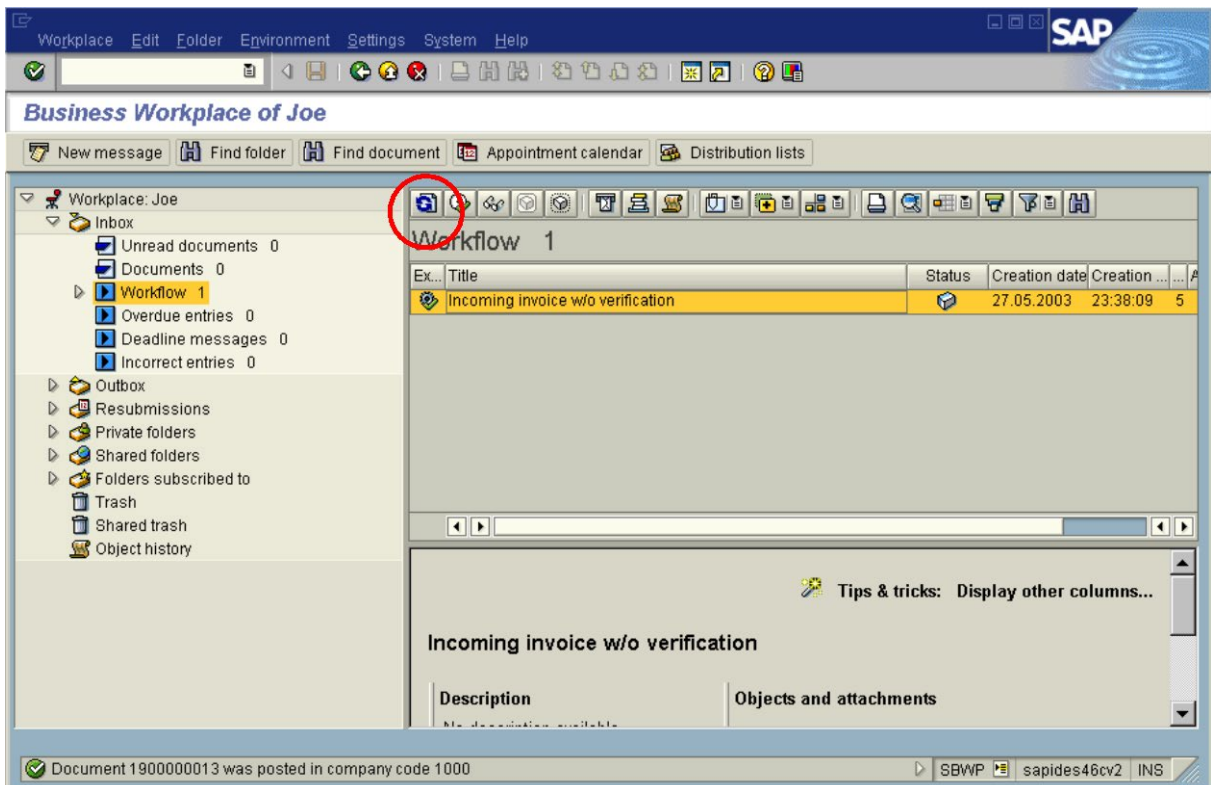 Workplace Edit Folder Environment Settings System Help
SAP
Business Workplace of Joe
New message Find folder Find document Appointment calendar Distribution lists
Workplace: Joe
Inbox
Unread documents 0
Documents 0
Workflow 1
Overdue entries 0
Deadline messages 0
Incorrect entries 0
Outbox
Resubmissions
Private folders
Shared folders
Folders subscribed to
Trash
Shared trash
Object history
Workflow 1
Ex... Title Status Creation date Creation ... ... A
Incoming invoice w/o verification 27.05.2003 23:38:09 5
Tips & tricks: Display other columns...
Incoming invoice w/o verification
Description Objects and attachments
No description available
Document 1900000013 was posted in company code 1000 SBWP sapides46cv2 INS